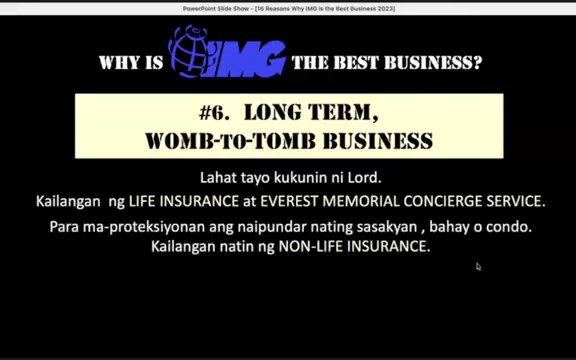 PowerPoint Slide Show - [16 Reasons Why IMG is the Best Business 2023]
WHY IS IMG THE BEST BUSINESS?
#6. LONG TERM,
WOMB-TO-TOMB BUSINESS
Lahat tayo kukunin ni Lord.
Kailangan ng LIFE INSURANCE at EVEREST MEMORIAL CONCIERGE SERVICE.
Para ma-proteksiyonan ang naipundar nating sasakyan , bahay o condo.
Kailangan natin ng NON-LIFE INSURANCE.